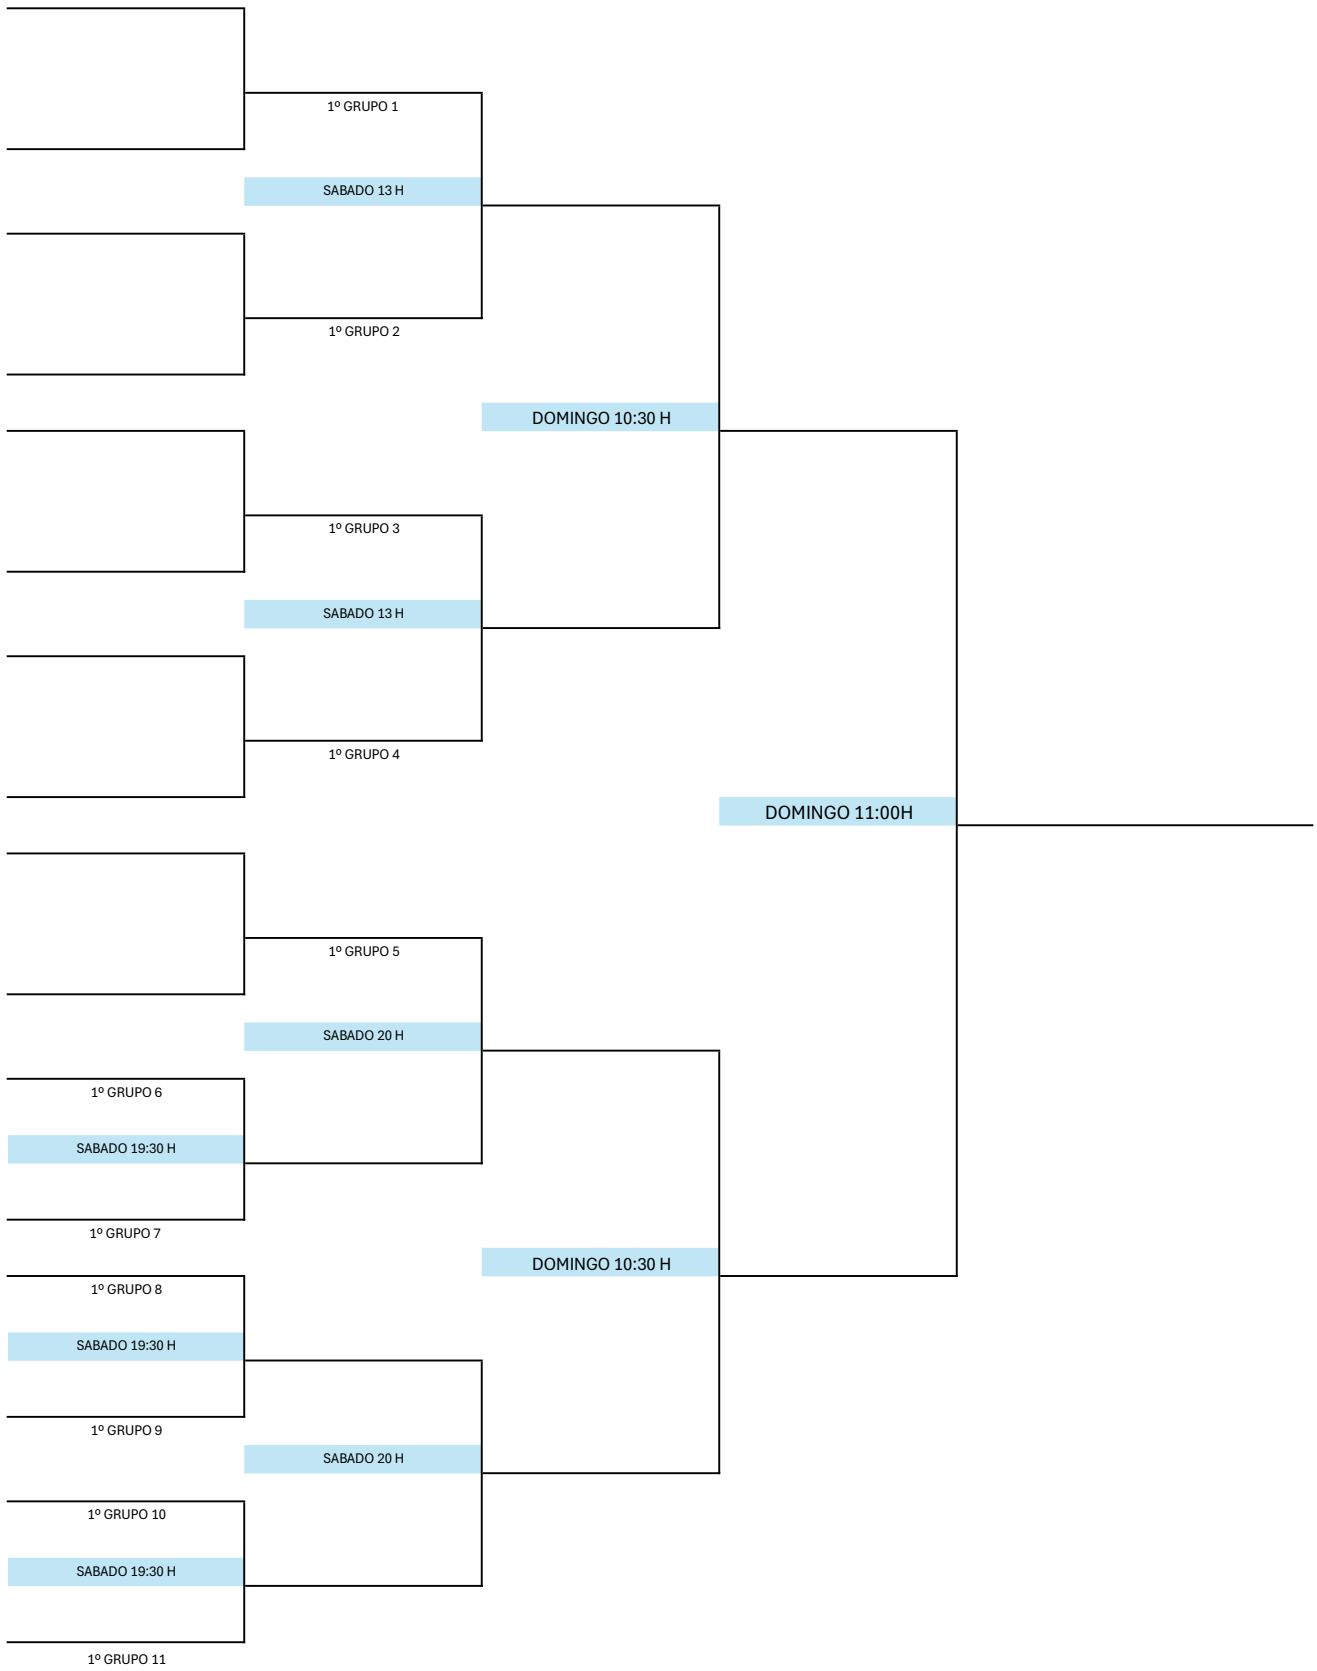 1º GRUPO 1
SABADO 13 H
1º GRUPO 2
DOMINGO 10:30 H
1º GRUPO 3
SABADO 13 H
1º GRUPO 4
DOMINGO 11:00H
1º GRUPO 5
SABADO 20 H
1º GRUPO 6
SABADO 19:30 H
1º GRUPO 7
DOMINGO 10:30 H
1º GRUPO 8
SABADO 19:30 H
1º GRUPO 9
SABADO 20 H
1º GRUPO 10
SABADO 19:30 H
1º GRUPO 11